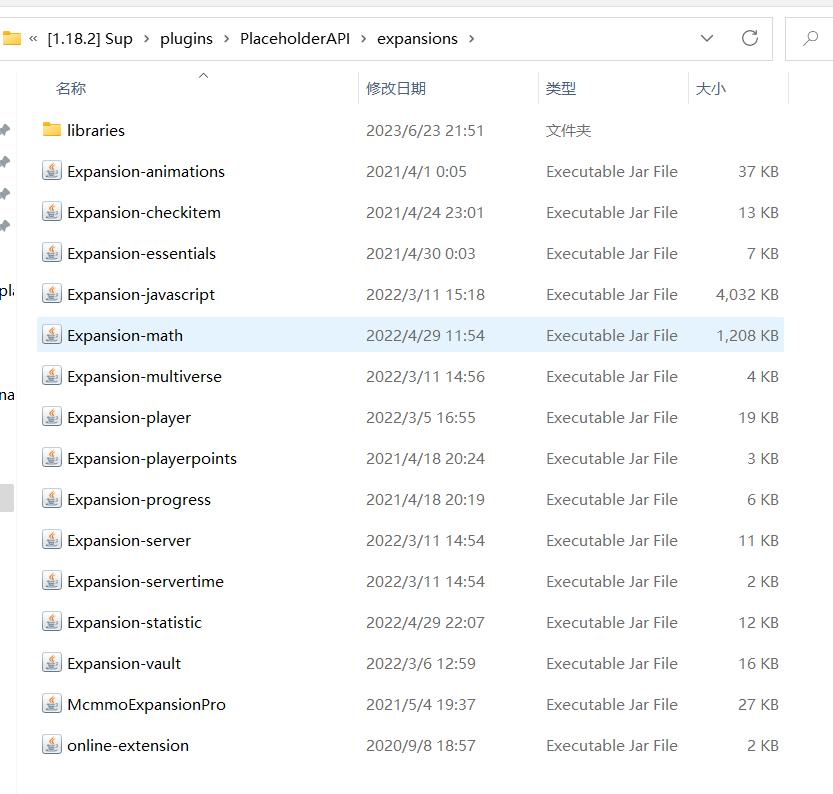 « [1.18.2] Sup › plugins › PlaceholderAPI › expansions ›
名称 修改日期 类型 大小
libraries 2023/6/23 21:51 文件夹
Expansion-animations 2021/4/1 0:05 Executable Jar File 37 KB
Expansion-checkitem 2021/4/24 23:01 Executable Jar File 13 KB
Expansion-essentials 2021/4/30 0:03 Executable Jar File 7 KB
pla
Expansion-javascript 2022/3/11 15:18 Executable Jar File 4,032 KB
Expansion-math 2022/4/29 11:54 Executable Jar File 1,208 KB
Expansion-multiverse 2022/3/11 14:56 Executable Jar File 4 KB
na
Expansion-player 2022/3/5 16:55 Executable Jar File 19 KB
Expansion-playerpoints 2021/4/18 20:24 Executable Jar File 3 KB
Expansion-progress 2021/4/18 20:19 Executable Jar File 6 KB
Expansion-server 2022/3/11 14:54 Executable Jar File 11 KB
Expansion-servertime 2022/3/11 14:54 Executable Jar File 2 KB
Expansion-statistic 2022/4/29 22:07 Executable Jar File 12 KB
Expansion-vault 2022/3/6 12:59 Executable Jar File 16 KB
McmmoExpansionPro 2021/5/4 19:37 Executable Jar File 27 KB
online-extension 2020/9/8 18:57 Executable Jar File 2 KB